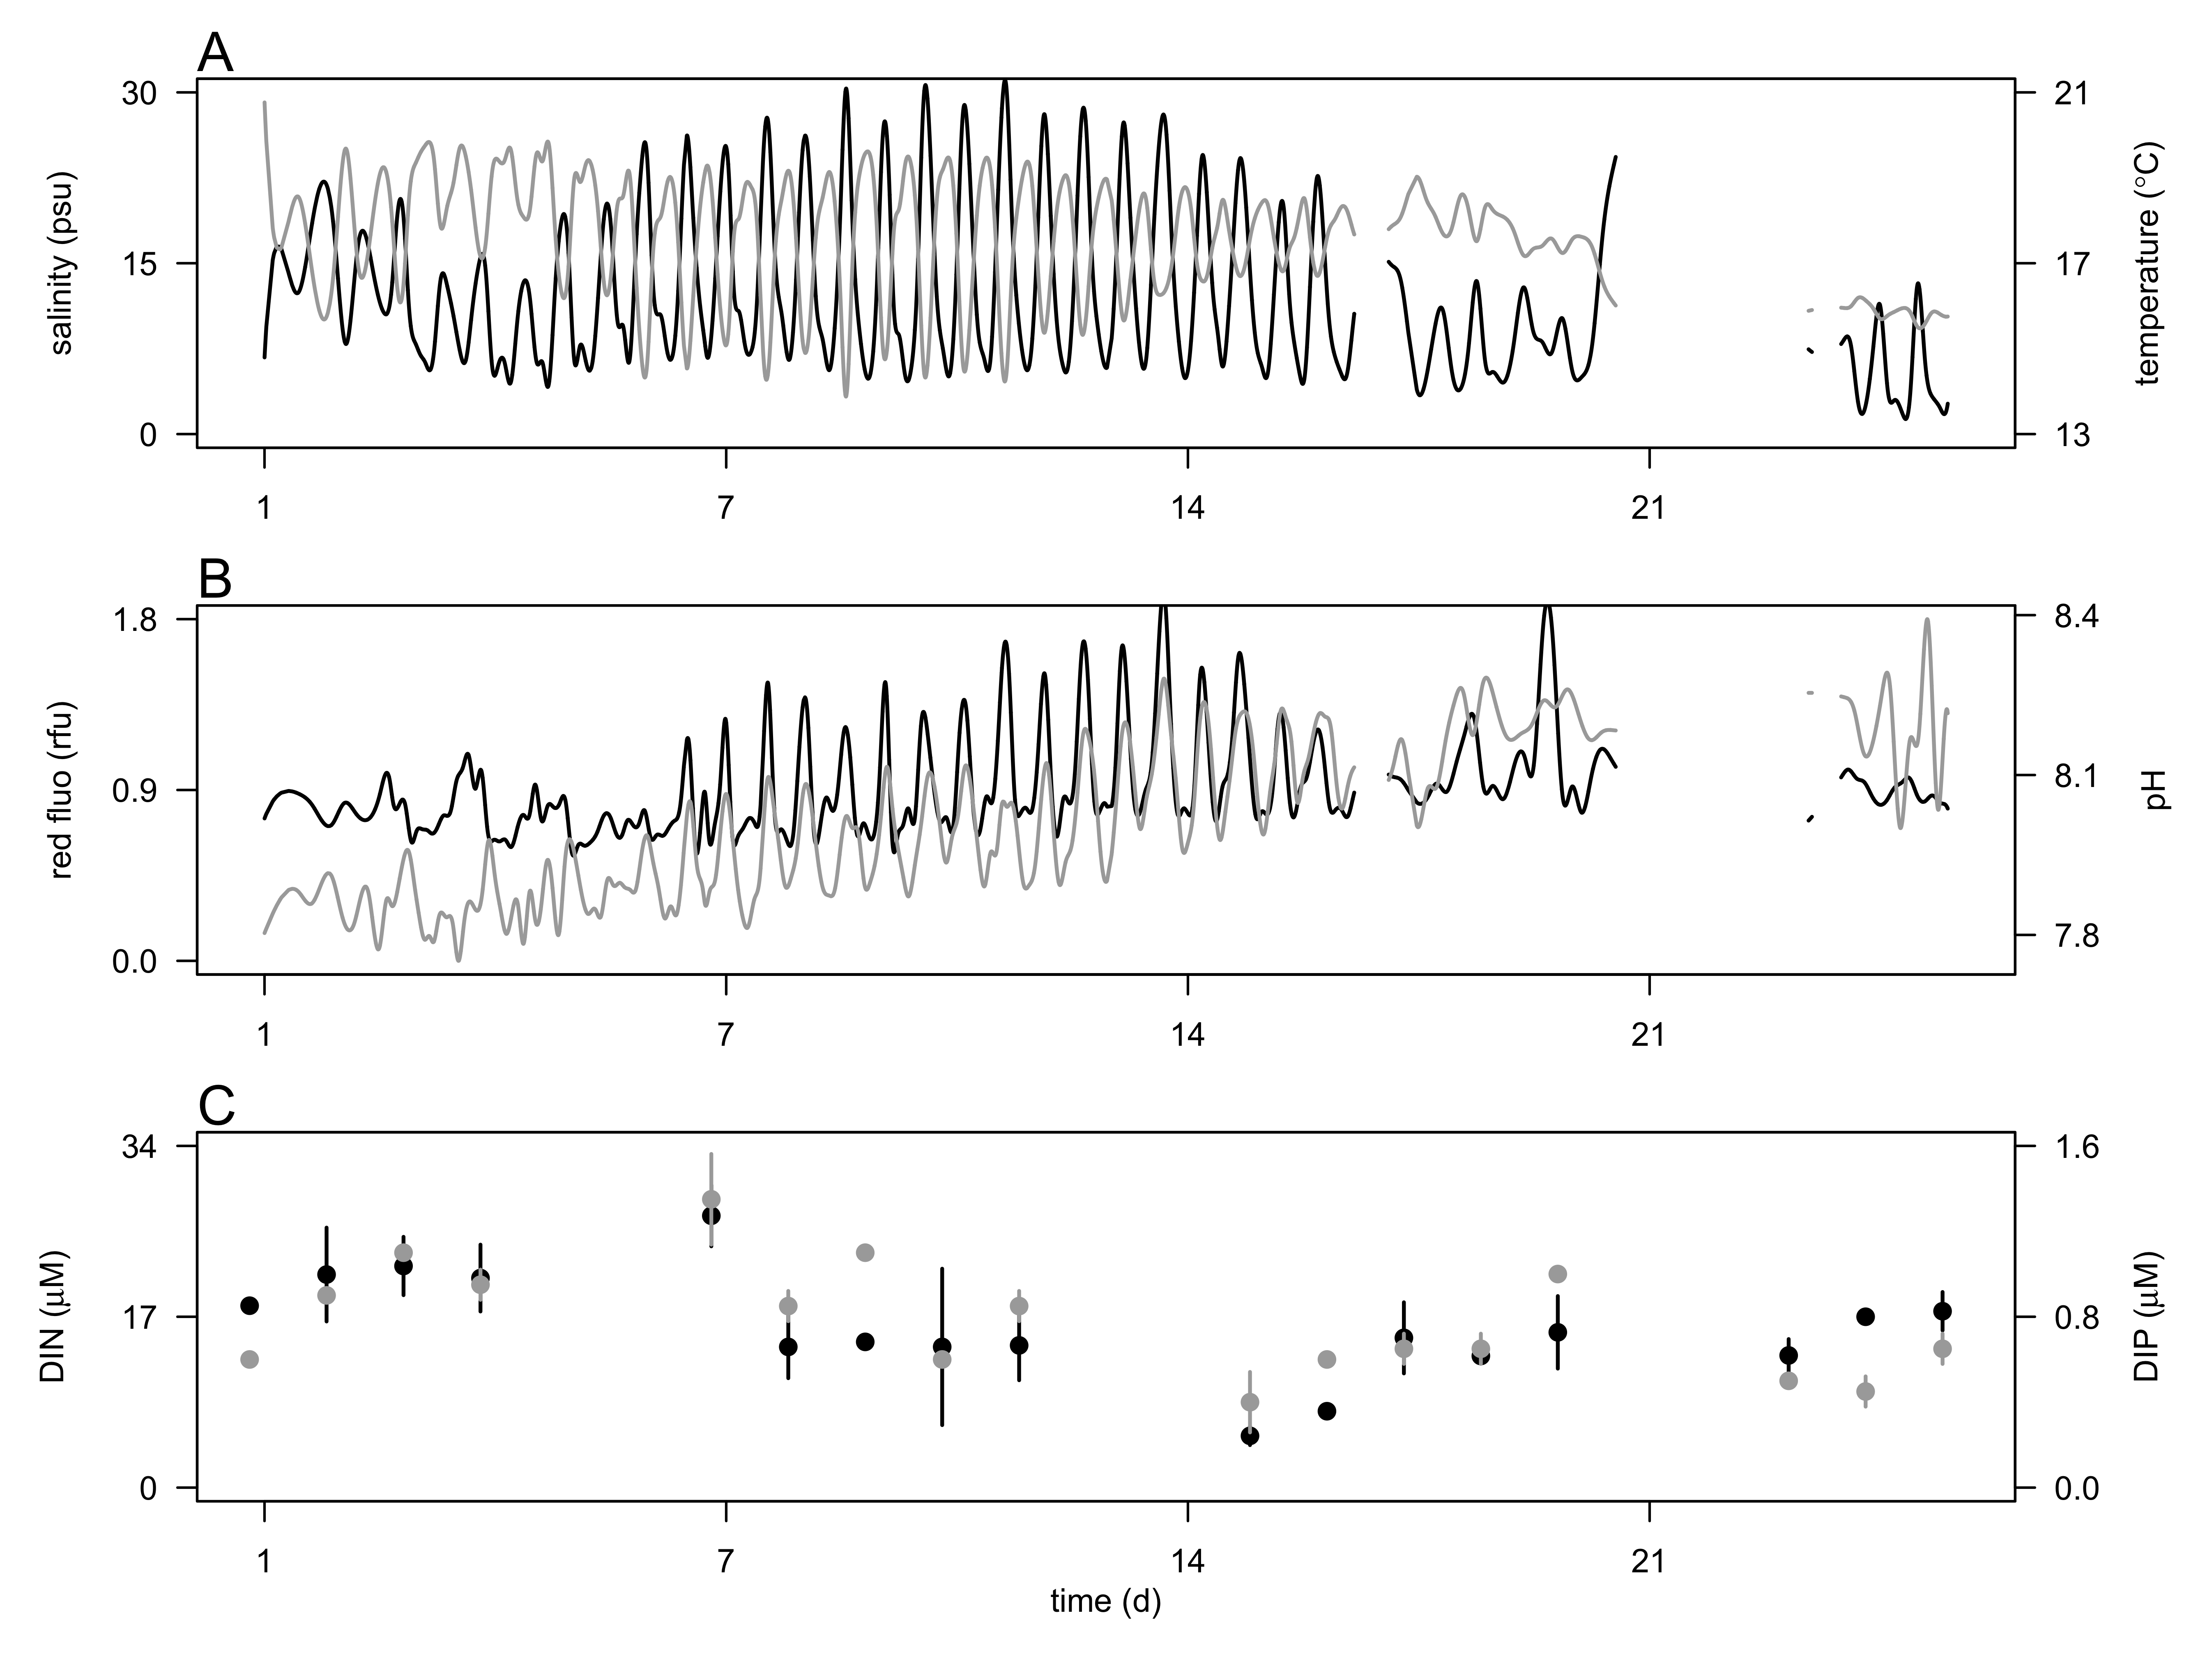 A
30
15
0
salinity (psu)
21
17
13
temperature (°C)
1 7 14 21
B
1.8
0.9
0.0
red fluo (rfu)
8.4
8.1
7.8
pH
1 7 14 21
C
34
17
0
DIN (µM)
1.6
0.8
0.0
DIP (µM)
1 7 14 21
time (d)